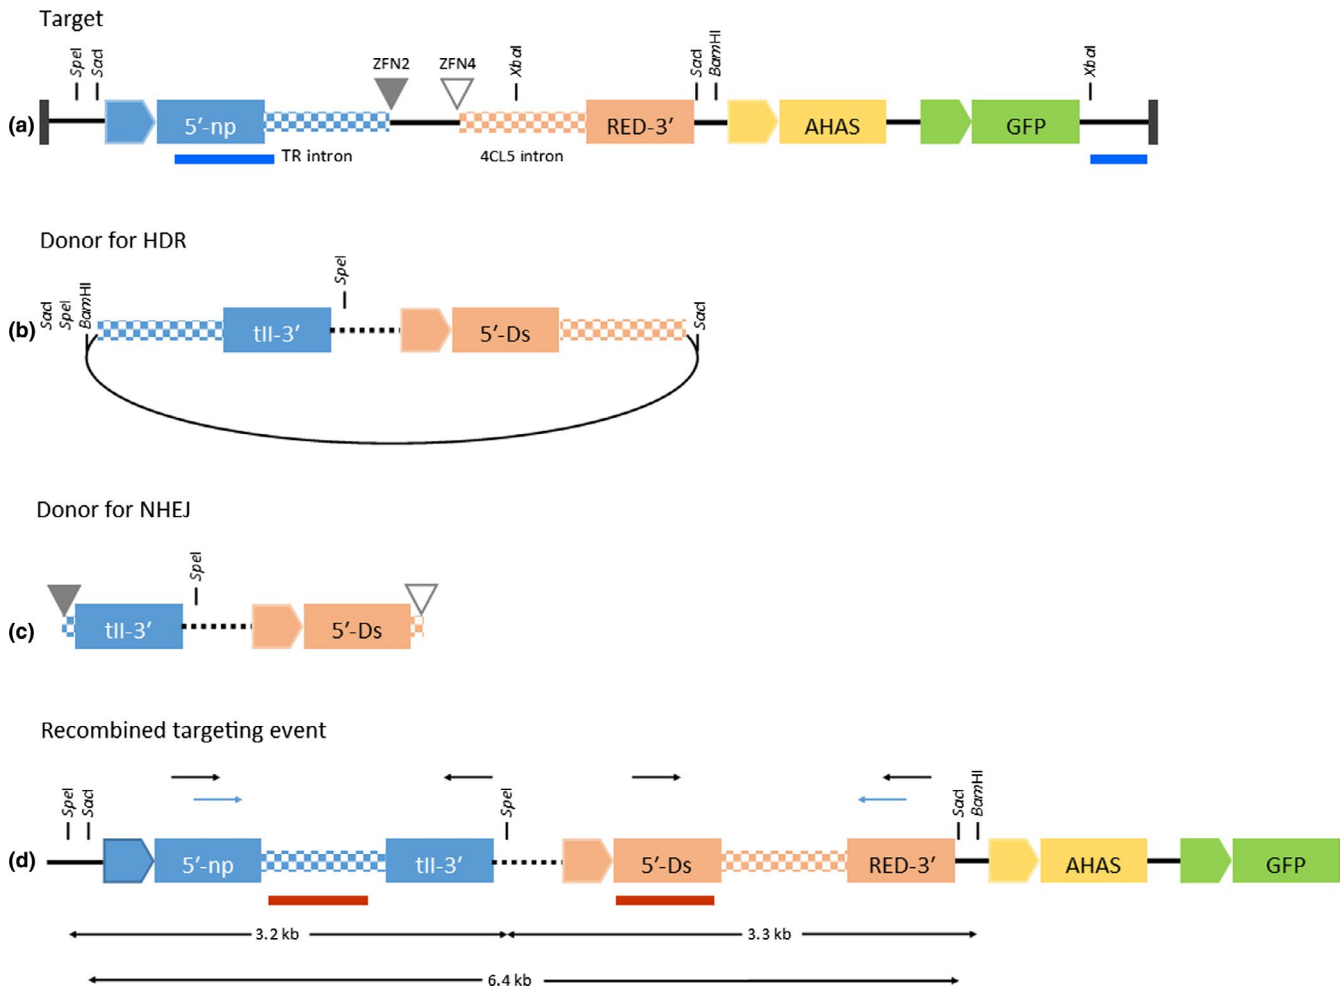 Target
SpeI SacI ZFN2 ZFN4 XbaI SacI BamHI XbaI
(a) 5′-np RED-3′ AHAS GFP
TR intron 4CL5 intron
Donor for HDR
SacI SpeI BamHI SpeI SacI
(b) tII-3′ 5′-Ds
Donor for NHEJ
SpeI
(c) tII-3′ 5′-Ds
Recombined targeting event
SpeI SacI SpeI SacI BamHI
(d) 5′-np tII-3′ 5′-Ds RED-3′ AHAS GFP
3.2 kb 3.3 kb
6.4 kb